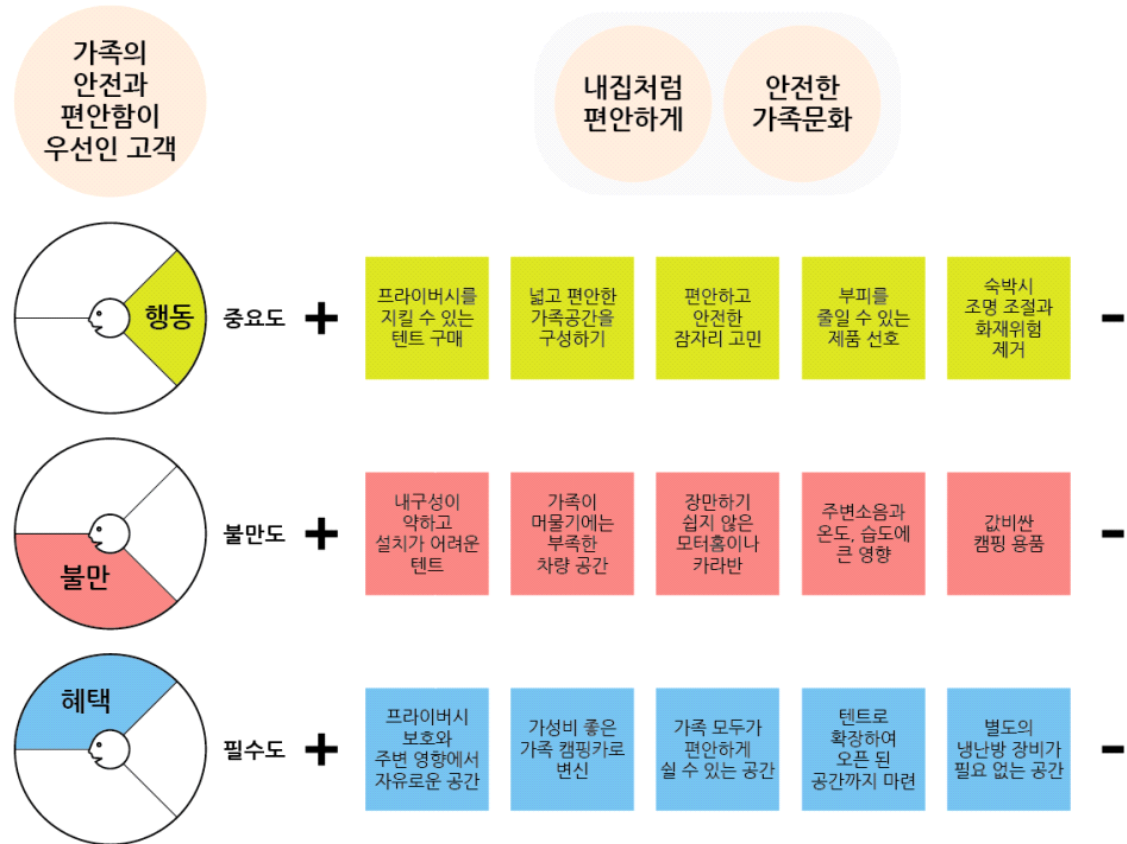 가족의
안전과
편안함이
우선인 고객
내집처럼
편안하게
안전한
가족문화
행동
중요도
+
프라이버시를
지킬 수 있는
텐트 구매
넓고 편안한
가족공간을
구성하기
편안하고
안전한
잠자리 고민
부피를
줄일 수 있는
제품 선호
숙박시
조명 조절과
화재위험
제거
-
불만
불만도
+
내구성이
약하고
설치가 어려운
텐트
가족이
머물기에는
부족한
차량 공간
장만하기
쉽지 않은
모터홈이나
카라반
주변소음과
온도, 습도에
큰 영향
값비싼
캠핑 용품
-
혜택
필수도
+
프라이버시
보호와
주변 영향에서
자유로운 공간
가성비 좋은
가족 캠핑카로
변신
가족 모두가
편안하게
쉴 수 있는 공간
텐트로
확장하여
오픈 된
공간까지 마련
별도의
냉난방 장비가
필요 없는 공간
-